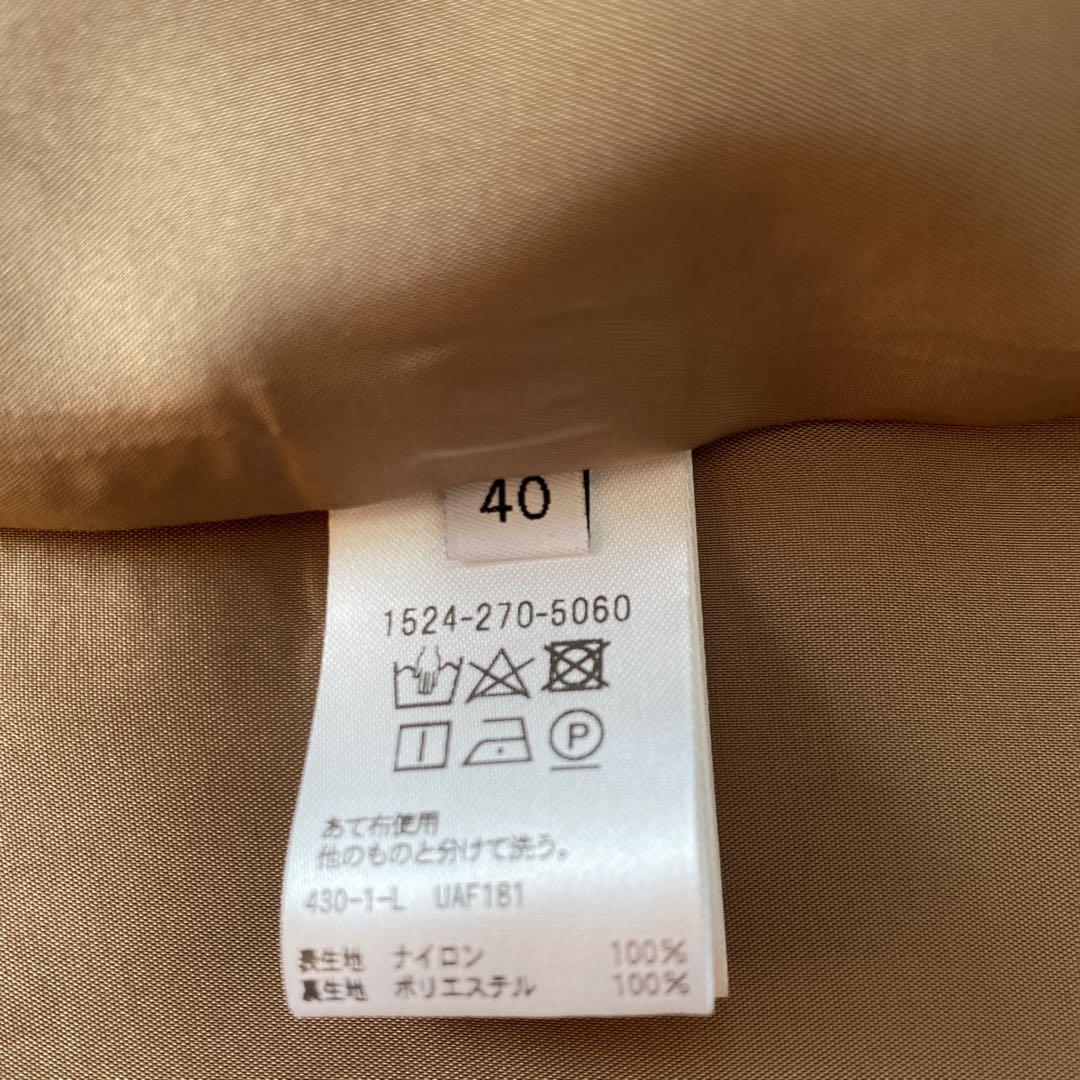 40
1524-270-5060
P
あて布使用
他のものと分けて洗う。
430-1-L UAF1B1
表生地 ナイロン 100%
裏生地 ポリエステル 100%